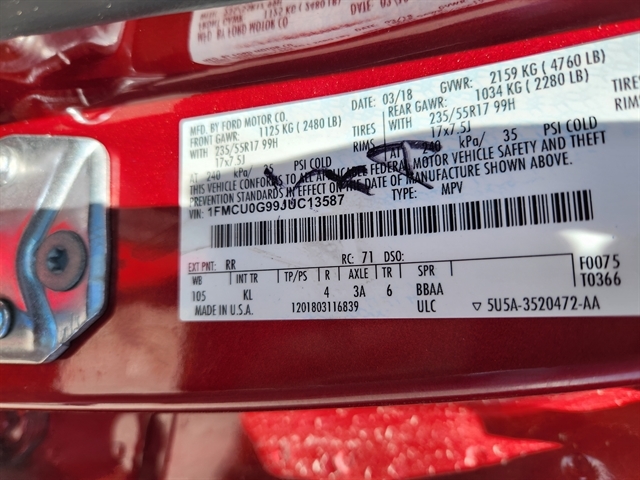 MFD. BY FORD MOTOR CO.
03/18 GVWR: 2159 KG ( 4760 LB)
FRONT GAWR: 1125 KG ( 2480 LB)
REAR GAWR: 1034 KG ( 2280 LB)
WITH 235/55R17 99H TIRES
WITH 235/55R17 99H TIRES
17x7.5J RIMS
17x7.5J RIMS
AT 240 kPa/ 35 PSI COLD
AT 240 kPa/ 35 PSI COLD
THIS VEHICLE CONFORMS TO ALL APPLICABLE FEDERAL MOTOR VEHICLE SAFETY AND THEFT
PREVENTION STANDARDS IN EFFECT ON THE DATE OF MANUFACTURE SHOWN ABOVE.
VIN: 1FMCU0G99JUC13587 TYPE: MPV
EXT PNT: RR RC: 71 DSO:
F0075
T0366
WB INT TR TP/PS R AXLE TR SPR
105 KL 4 3A 6 BBAA
MADE IN U.S.A. 1201803116839 ULC ▽ 5U5A-3520472-AA